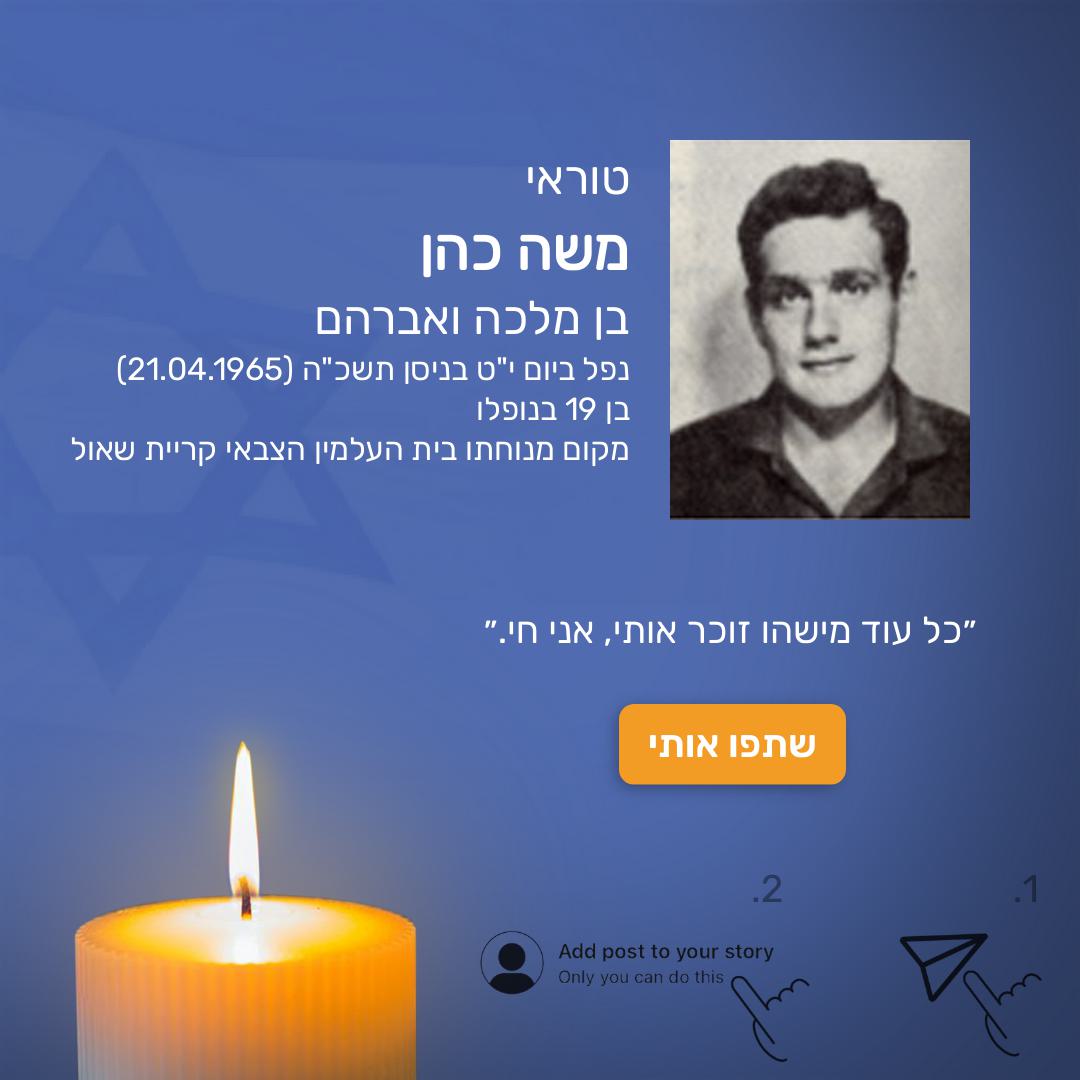 טוראי
משה כהן
בן מלכה ואברהם
נפל ביום י"ט בניסן תשכ"ה (21.04.1965)
בן 19 בנופלו
מקום מנוחתו בית העלמין הצבאי קריית שאול
״כל עוד מישהו זוכר אותי, אני חי.״
שתפו אותי
1.
2.
Add post to your story
Only you can do this